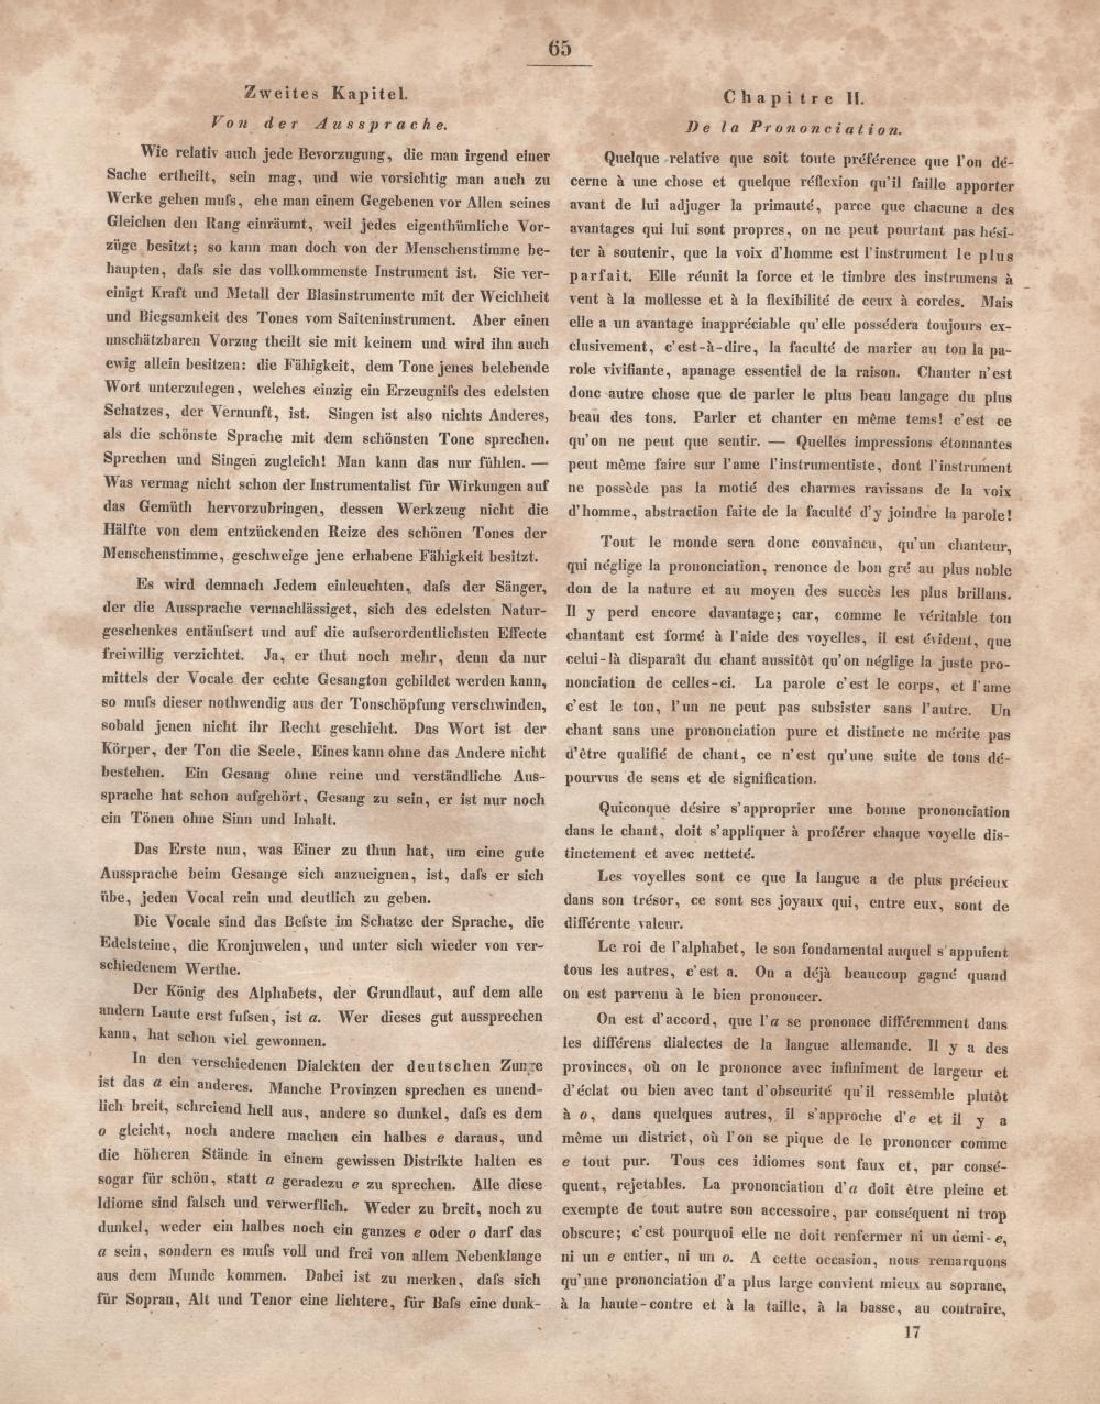 65
Zweites Kapitel.
Von der Aussprache.
Wie relativ auch jede Bevorzugung, die man irgend einer
Sache ertheilt, sein mag, und wie vorsichtig man auch zu
Werke gehen muſs, ehe man einem Gegebenen vor Allen seines
Gleichen den Rang einräumt, weil jedes eigenthümliche Vor-
züge besitzt; so kann man doch von der Menschenstimme be-
haupten, daſs sie das vollkommenste Instrument ist. Sie ver-
einigt Kraft und Metall der Blasinstrumente mit der Weichheit
und Biegsamkeit des Tones vom Saiteninstrument. Aber einen
unschätzbaren Vorzug theilt sie mit keinem und wird ihn auch
ewig allein besitzen: die Fähigkeit, dem Tone jenes belebende
Wort unterzulegen, welches einzig ein Erzeugniſs des edelsten
Schatzes, der Vernunft, ist. Singen ist also nichts Anderes,
als die schönste Sprache mit dem schönsten Tone sprechen.
Sprechen und Singen zugleich! Man kann das nur fühlen. —
Was vermag nicht schon der Instrumentalist für Wirkungen auf
das Gemüth hervorzubringen, dessen Werkzeug nicht die
Hälfte von dem entzückenden Reize des schönen Tones der
Menschenstimme, geschweige jene erhabene Fähigkeit besitzt.
Es wird demnach Jedem einleuchten, daſs der Sänger,
der die Aussprache vernachlässiget, sich des edelsten Natur-
geschenkes entäuſsert und auf die auſserordentlichsten Effecte
freiwillig verzichtet. Ja, er thut noch mehr, denn da nur
mittels der Vocale der echte Gesangton gebildet werden kann,
so muſs dieser nothwendig aus der Tonschöpfung verschwinden,
sobald jenen nicht ihr Recht geschieht. Das Wort ist der
Körper, der Ton die Seele, Eines kann ohne das Andere nicht
bestehen. Ein Gesang ohne reine und verständliche Aus-
sprache hat schon aufgehört, Gesang zu sein, er ist nur noch
ein Tönen ohne Sinn und Inhalt.
Das Erste nun, was Einer zu thun hat, um eine gute
Aussprache beim Gesange sich anzueignen, ist, daſs er sich
übe, jeden Vocal rein und deutlich zu geben.
Die Vocale sind das Beſste im Schatze der Sprache, die
Edelsteine, die Kronjuwelen, und unter sich wieder von ver-
schiedenem Werthe.
Der König des Alphabets, der Grundlaut, auf dem alle
andern Laute erst fuſsen, ist a. Wer dieses gut aussprechen
kann, hat schon viel gewonnen.
In den verschiedenen Dialekten der deutschen Zunge
ist das a ein anderes. Manche Provinzen sprechen es unend-
lich breit, schreiend hell aus, andere so dunkel, daſs es dem
o gleicht, noch andere machen ein halbes e daraus, und
die höheren Stände in einem gewissen Distrikte halten es
sogar für schön, statt a geradezu e zu sprechen. Alle diese
Idiome sind falsch und verwerflich. Weder zu breit, noch zu
dunkel, weder ein halbes noch ein ganzes e oder o darf das
a sein, sondern es muſs voll und frei von allem Nebenklange
aus dem Munde kommen. Dabei ist zu merken, daſs sich
für Sopran, Alt und Tenor eine lichtere, für Baſs eine dunk-
Chapitre II.
De la Prononciation.
Quelque relative que soit toute préférence que l'on dé-
cerne à une chose et quelque réflexion qu'il faille apporter
avant de lui adjuger la primauté, parce que chacune a des
avantages qui lui sont propres, on ne peut pourtant pas hési-
ter à soutenir, que la voix d'homme est l'instrument le plus
parfait. Elle réunit la force et le timbre des instrumens à
vent à la mollesse et à la flexibilité de ceux à cordes. Mais
elle a un avantage inappréciable qu'elle possédera toujours ex-
clusivement, c'est-à-dire, la faculté de marier au ton la pa-
role vivifiante, apanage essentiel de la raison. Chanter n'est
donc autre chose que de parler le plus beau langage du plus
beau des tons. Parler et chanter en même tems! c'est ce
qu'on ne peut que sentir. — Quelles impressions étonnantes
peut même faire sur l'ame l'instrumentiste, dont l'instrument
ne possède pas la motié des charmes ravissans de la voix
d'homme, abstraction faite de la faculté d'y joindre la parole!
Tout le monde sera donc convaincu, qu'un chanteur,
qui néglige la prononciation, renonce de bon gré au plus noble
don de la nature et au moyen des succès les plus brillans.
Il y perd encore davantage; car, comme le véritable ton
chantant est formé à l'aide des voyelles, il est évident, que
celui-là disparaît du chant aussitôt qu'on néglige la juste pro-
nonciation de celles-ci. La parole c'est le corps, et l'ame
c'est le ton, l'un ne peut pas subsister sans l'autre. Un
chant sans une prononciation pure et distincte ne mérite pas
d'être qualifié de chant, ce n'est qu'une suite de tons dé-
pourvus de sens et de signification.
Quiconque désire s'approprier une bonne prononciation
dans le chant, doit s'appliquer à proférer chaque voyelle dis-
tinctement et avec netteté.
Les voyelles sont ce que la langue a de plus précieux
dans son trésor, ce sont ses joyaux qui, entre eux, sont de
différente valeur.
Le roi de l'alphabet, le son fondamental auquel s'appuient
tous les autres, c'est a. On a déjà beaucoup gagné quand
on est parvenu à le bien prononcer.
On est d'accord, que l'a se prononce différemment dans
les différens dialectes de la langue allemande. Il y a des
provinces, où on le prononce avec infiniment de largeur et
d'éclat ou bien avec tant d'obscurité qu'il ressemble plutôt
à o, dans quelques autres, il s'approche d'e et il y a
même un district, où l'on se pique de le prononcer comme
e tout pur. Tous ces idiomes sont faux et, par consé-
quent, rejetables. La prononciation d'a doit être pleine et
exempte de tout autre son accessoire, par conséquent ni trop
obscure; c'est pourquoi elle ne doit renfermer ni un demi-e,
ni un e entier, ni un o. A cette occasion, nous remarquons
qu'une prononciation d'a plus large convient mieux au soprane,
à la haute-contre et à la taille, à la basse, au contraire,
17